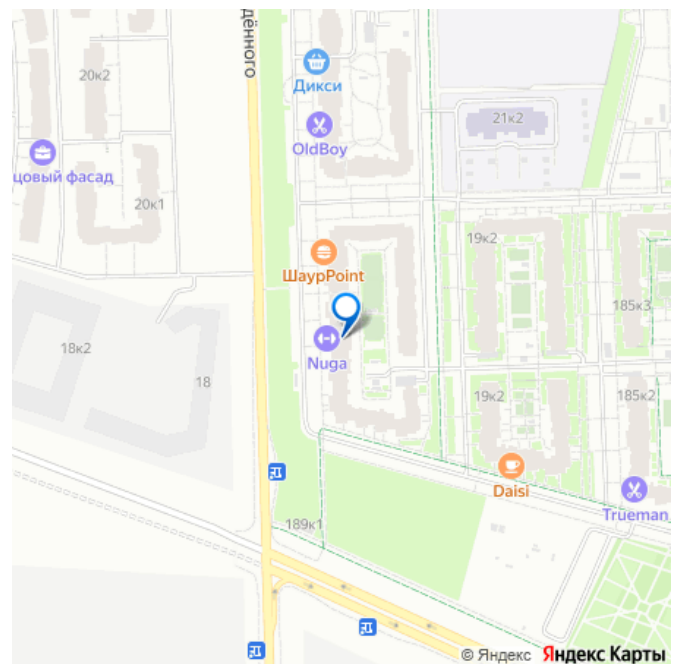 дённого
20к2
Дикси
21к2
OldBoy
цовый фасад
20к1
19к2
ШаурPoint
185к3
18к2
Nuga
18
19к2
185к2
Daisi
Trueman
189к1
© Яндекс Яндекс Карты